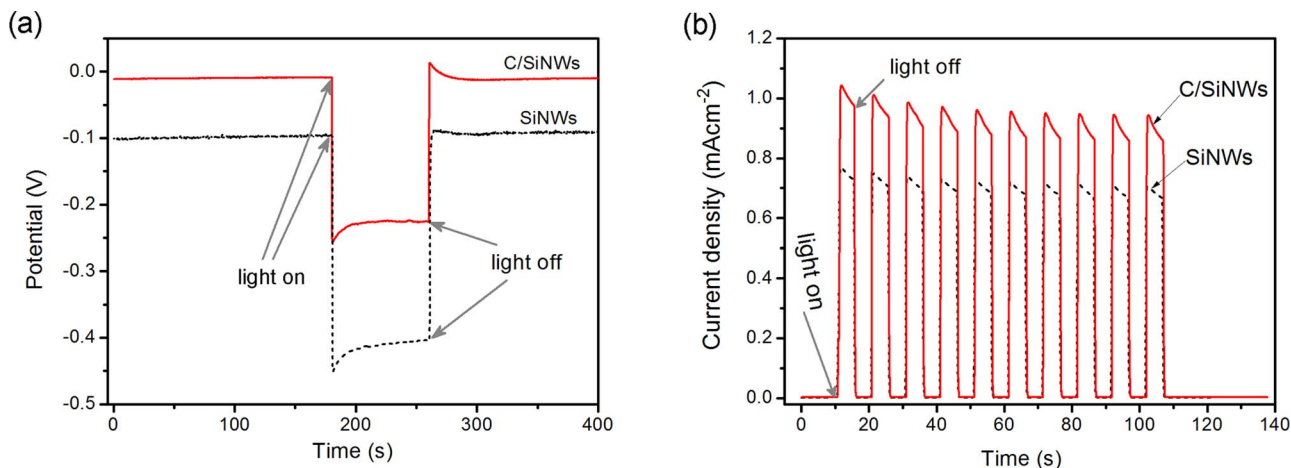 (a)
Potential (V)
0.0
-0.1
-0.2
-0.3
-0.4
-0.5
C/SiNWs
SiNWs
light on
light off
0
100
200
300
400
Time (s)
(b)
Current density (mAcm⁻²)
1.2
1.0
0.8
0.6
0.4
0.2
0.0
light off
C/SiNWs
SiNWs
light on
0
20
40
60
80
100
120
140
Time (s)